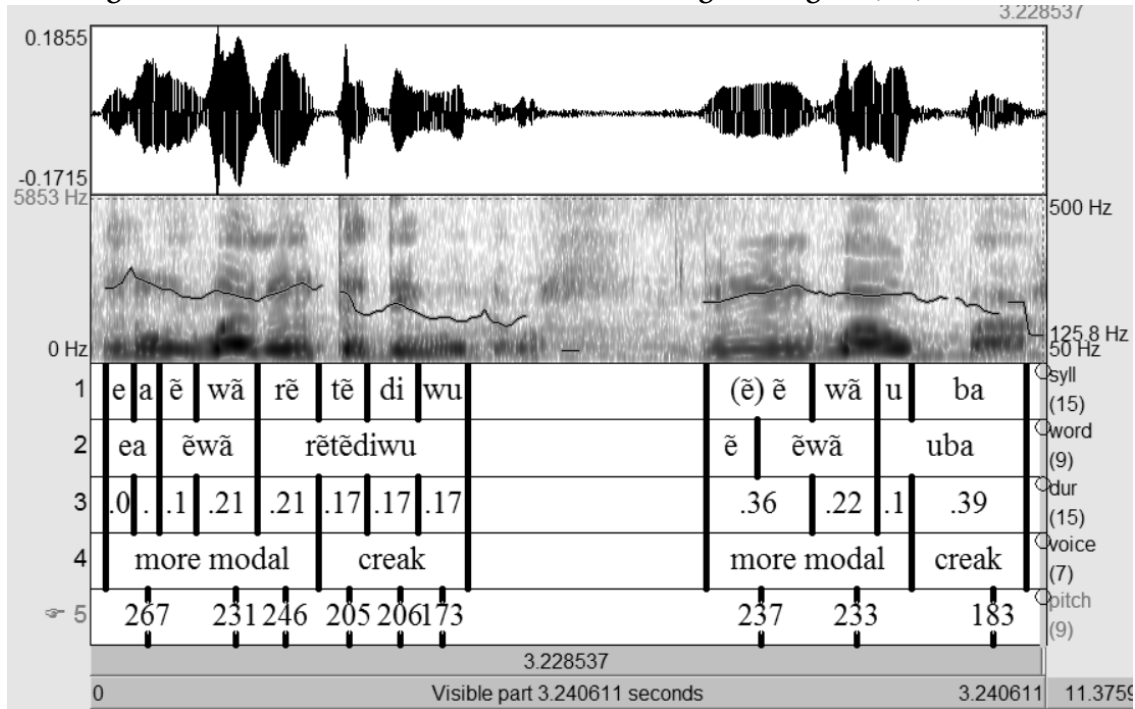 3.228537
0.1855
-0.1715
5853 Hz
500 Hz
125.8 Hz
0 Hz
50 Hz
1 e a ẽ wã rẽ tẽ di wu (ẽ) ẽ wã u ba syll (15)
2 ea ẽwã rẽtẽdiwu ẽ ẽwã uba word (9)
3 .0 . .1 .21 .21 .17 .17 .17 .36 .22 .1 .39 dur (15)
4 more modal creak more modal creak voice (7)
5 267 231 246 205 206 173 237 233 183 pitch (9)
3.228537
0 Visible part 3.240611 seconds 3.240611 11.3759